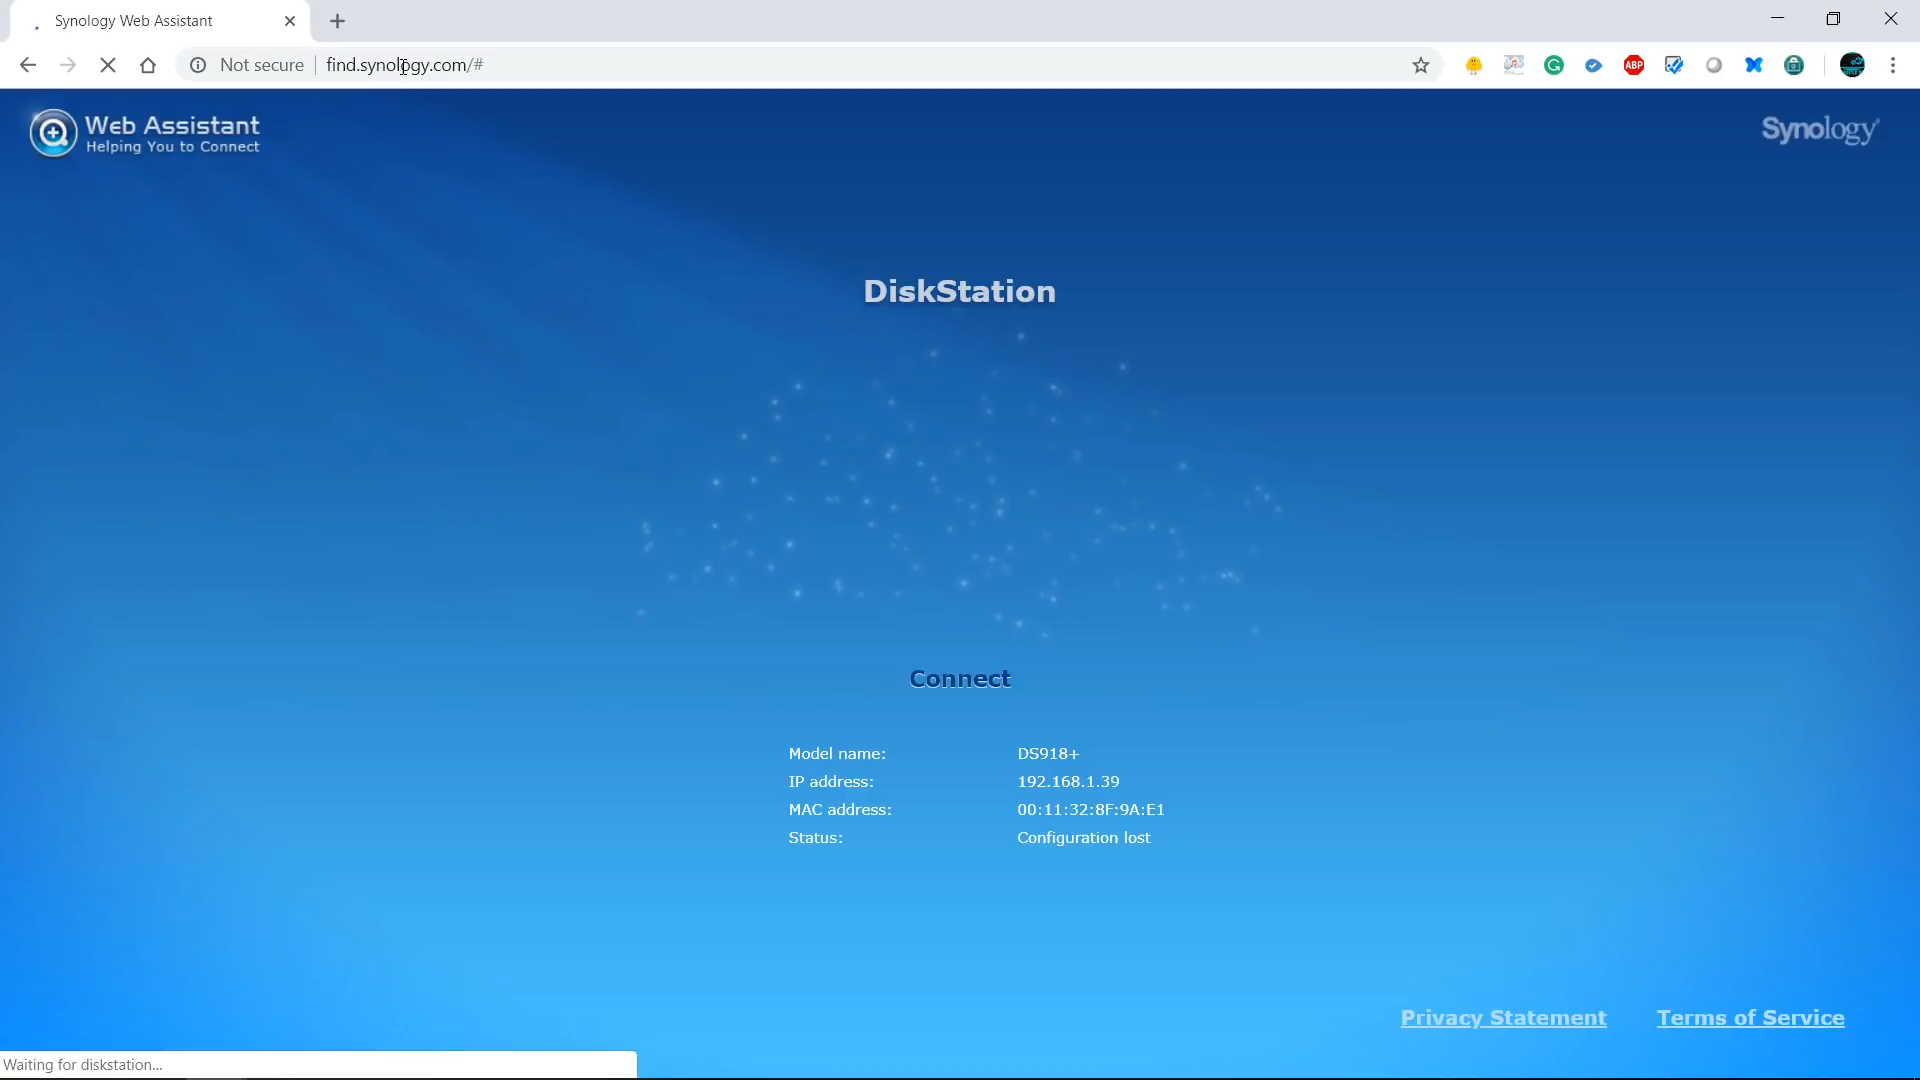 Synology Web Assistant
Not secure
find.synology.com/#
ABP
Web Assistant
Helping You to Connect
Synology
DiskStation
Connect
Model name: DS918+
IP address: 192.168.1.39
MAC address: 00:11:32:8F:9A:E1
Status: Configuration lost
Privacy Statement Terms of Service
Waiting for diskstation...